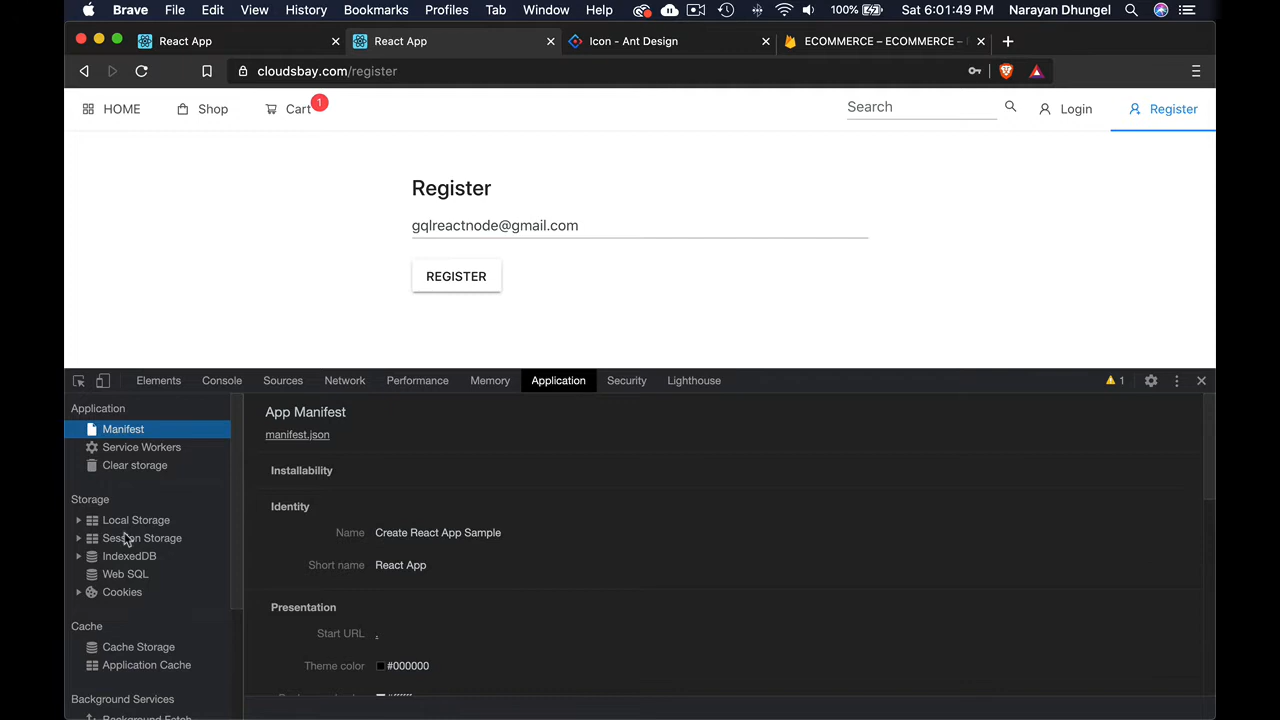 Brave File Edit View History Bookmarks Profiles Tab Window Help 100% Sat 6:01:49 PM Narayan Dhungel
React App React App Icon - Ant Design ECOMMERCE – ECOMMERCE –
cloudsbay.com/register
HOME Shop Cart 1 Search Login Register
Register
gqlreactnode@gmail.com
REGISTER
Elements Console Sources Network Performance Memory Application Security Lighthouse 1
Application
Manifest
Service Workers
Clear storage
Storage
Local Storage
Session Storage
IndexedDB
Web SQL
Cookies
Cache
Cache Storage
Application Cache
Background Services
Background Fetch
App Manifest
manifest.json
Installability
Identity
Name Create React App Sample
Short name React App
Presentation
Start URL .
Theme color #000000